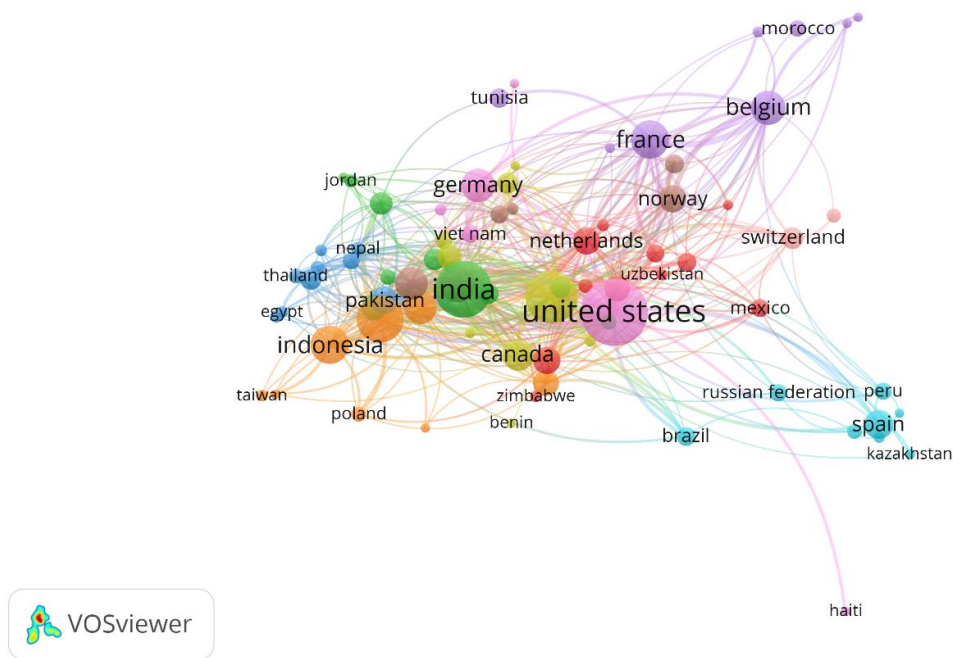 morocco
tunisia
belgium
france
jordan
germany
norway
viet nam
netherlands
switzerland
nepal
thailand
uzbekistan
india
pakistan
egypt
united states
mexico
indonesia
canada
taiwan
zimbabwe
russian federation
peru
poland
benin
brazil
spain
kazakhstan
haiti
VOSviewer